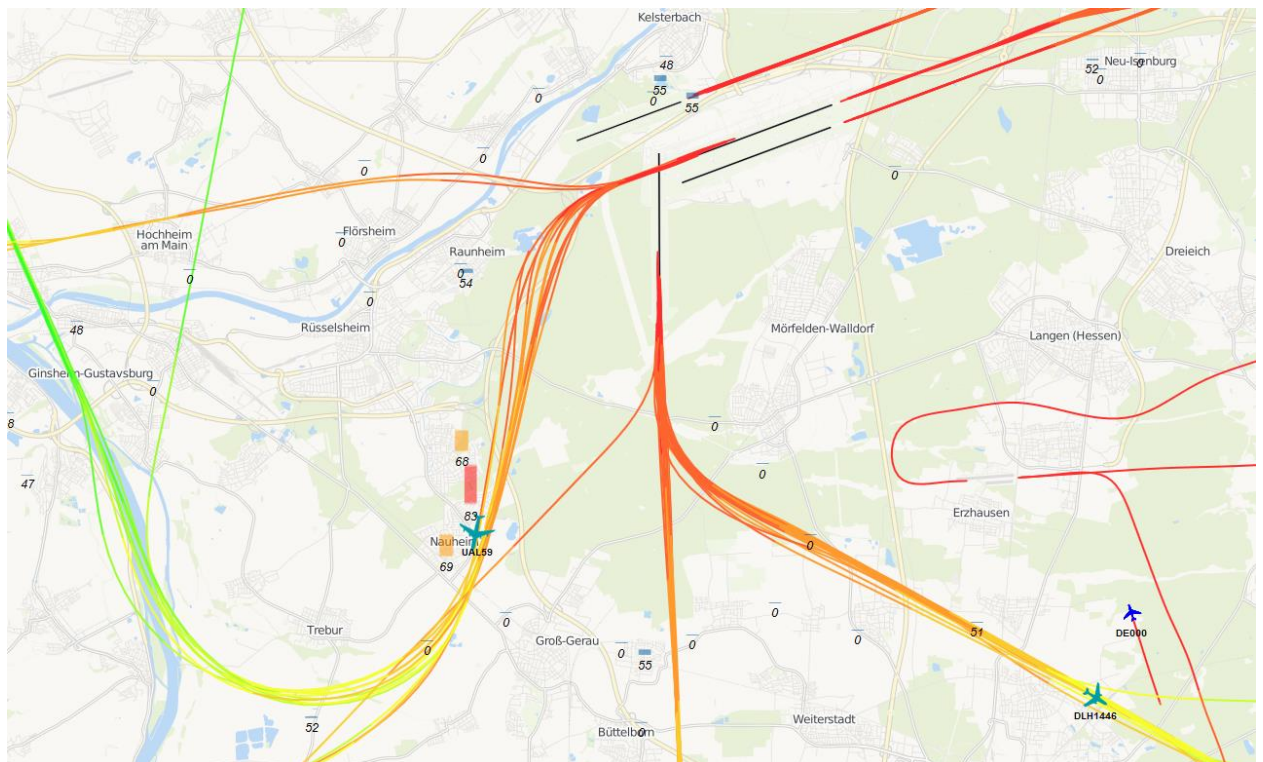 Kelsterbach
48
55
0
55
52
0
0
Neu-Isenburg
0
0
0
0
Hochheim
am Main
Flörsheim
0
Raunheim
Dreieich
0
0
54
0
48
Rüsselsheim
Mörfelden-Walldorf
Langen (Hessen)
Ginsheim-Gustavsburg
0
8
0
68
0
47
83
Erzhausen
Nauheim
UAL59
0
69
0
0
DE000
Trebur
0
Groß-Gerau
0
0
0
51
55
52
DLH1446
Weiterstadt
Büttelborn
0